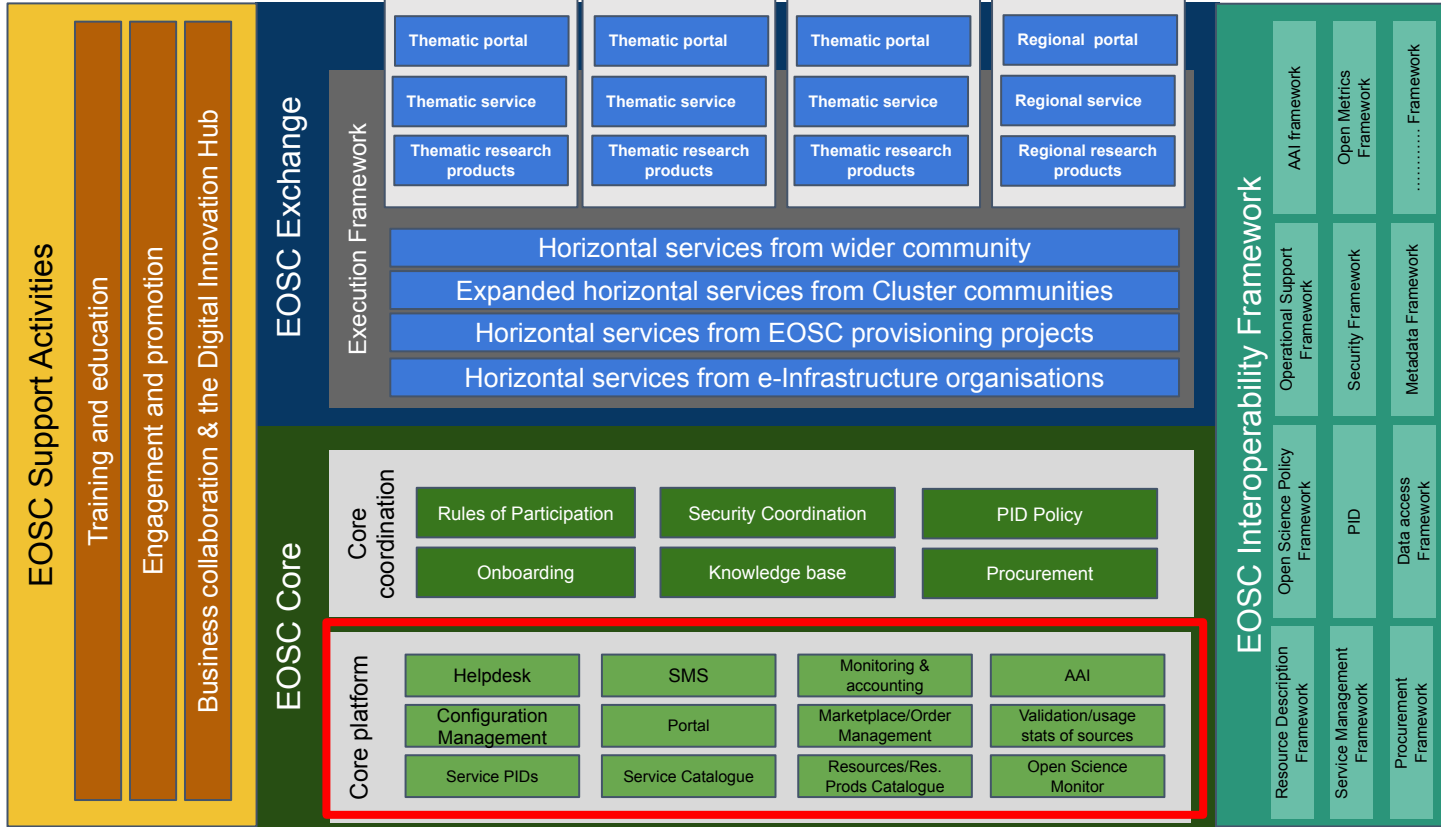 EOSC Support Activities
Training and education
Engagement and promotion
Business collaboration & the Digital Innovation Hub
EOSC Exchange
Execution Framework
Thematic portal
Thematic service
Thematic research
products
Thematic portal
Thematic service
Thematic research
products
Thematic portal
Thematic service
Thematic research
products
Regional portal
Regional service
Regional research
products
Horizontal services from wider community
Expanded horizontal services from Cluster communities
Horizontal services from EOSC provisioning projects
Horizontal services from e-Infrastructure organisations
EOSC Core
Core
coordination
Rules of Participation
Security Coordination
PID Policy
Onboarding
Knowledge base
Procurement
Core platform
Helpdesk
SMS
Monitoring &
accounting
AAI
Configuration
Management
Portal
Marketplace/Order
Management
Validation/usage
stats of sources
Service PIDs
Service Catalogue
Resources/Res.
Prods Catalogue
Open Science
Monitor
EOSC Interoperability Framework
AAI framework
Open Metrics
Framework
............ Framework
Operational Support
Framework
Security Framework
Metadata Framework
Open Science Policy
Framework
PID
Data access
Framework
Resource Description
Framework
Service Management
Framework
Procurement
Framework